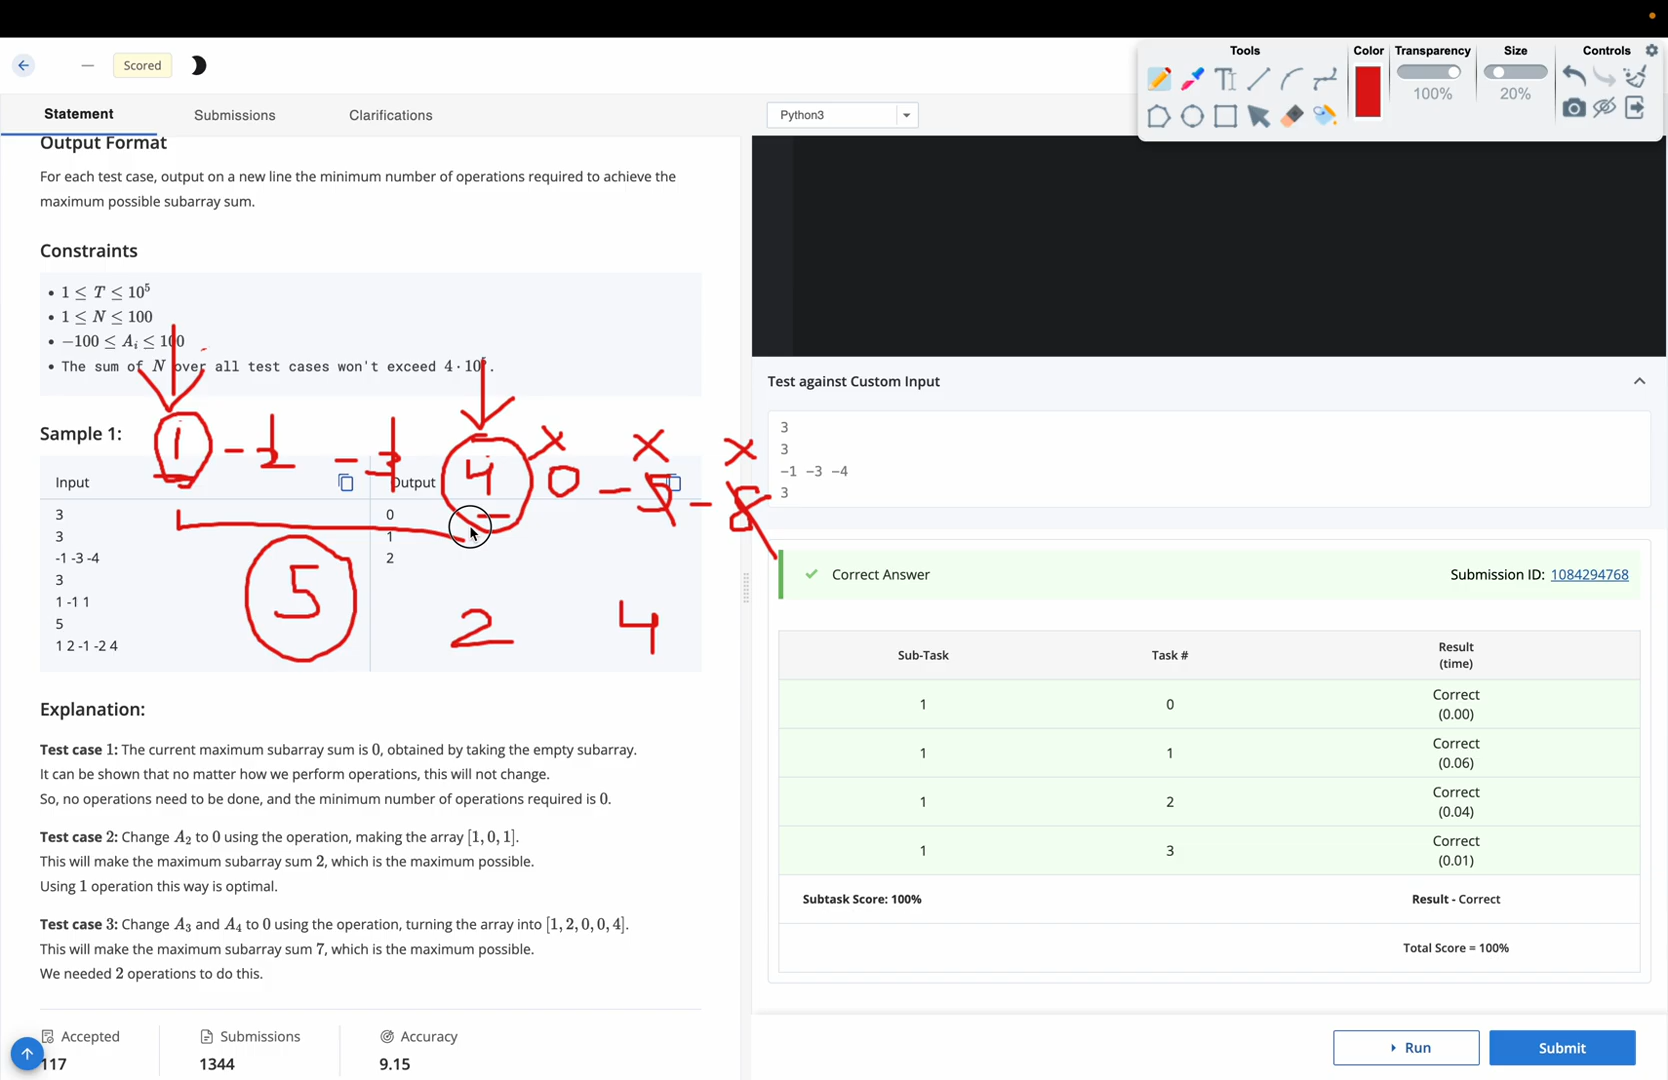 Tools
Color
Transparency
Size
Controls
100%
20%
Scored
Statement
Submissions
Clarifications
Python3
Output Format
For each test case, output on a new line the minimum number of operations required to achieve the
maximum possible subarray sum.
Constraints
• 1 ≤ T ≤ 10⁵
• 1 ≤ N ≤ 100
• −100 ≤ Aᵢ ≤ 100
• The sum of N over all test cases won't exceed 4 · 10⁵.
Sample 1:
1 - - 4 0 - 5 - 8
x x x
Input
Output
3
3
-1 -3 -4
3
1 -1 1
5
1 2 -1 -2 4
0
1
2
5 2 4
Explanation:
Test case 1: The current maximum subarray sum is 0, obtained by taking the empty subarray.
It can be shown that no matter how we perform operations, this will not change.
So, no operations need to be done, and the minimum number of operations required is 0.
Test case 2: Change A₂ to 0 using the operation, making the array [1, 0, 1].
This will make the maximum subarray sum 2, which is the maximum possible.
Using 1 operation this way is optimal.
Test case 3: Change A₃ and A₄ to 0 using the operation, turning the array into [1, 2, 0, 0, 4].
This will make the maximum subarray sum 7, which is the maximum possible.
We needed 2 operations to do this.
Accepted
117
Submissions
1344
Accuracy
9.15
Test against Custom Input
3
3
-1 -3 -4
3
Correct Answer
Submission ID: 1084294768
Sub-Task
Task #
Result
(time)
1
0
Correct
(0.00)
1
1
Correct
(0.06)
1
2
Correct
(0.04)
1
3
Correct
(0.01)
Subtask Score: 100%
Result - Correct
Total Score = 100%
Run
Submit